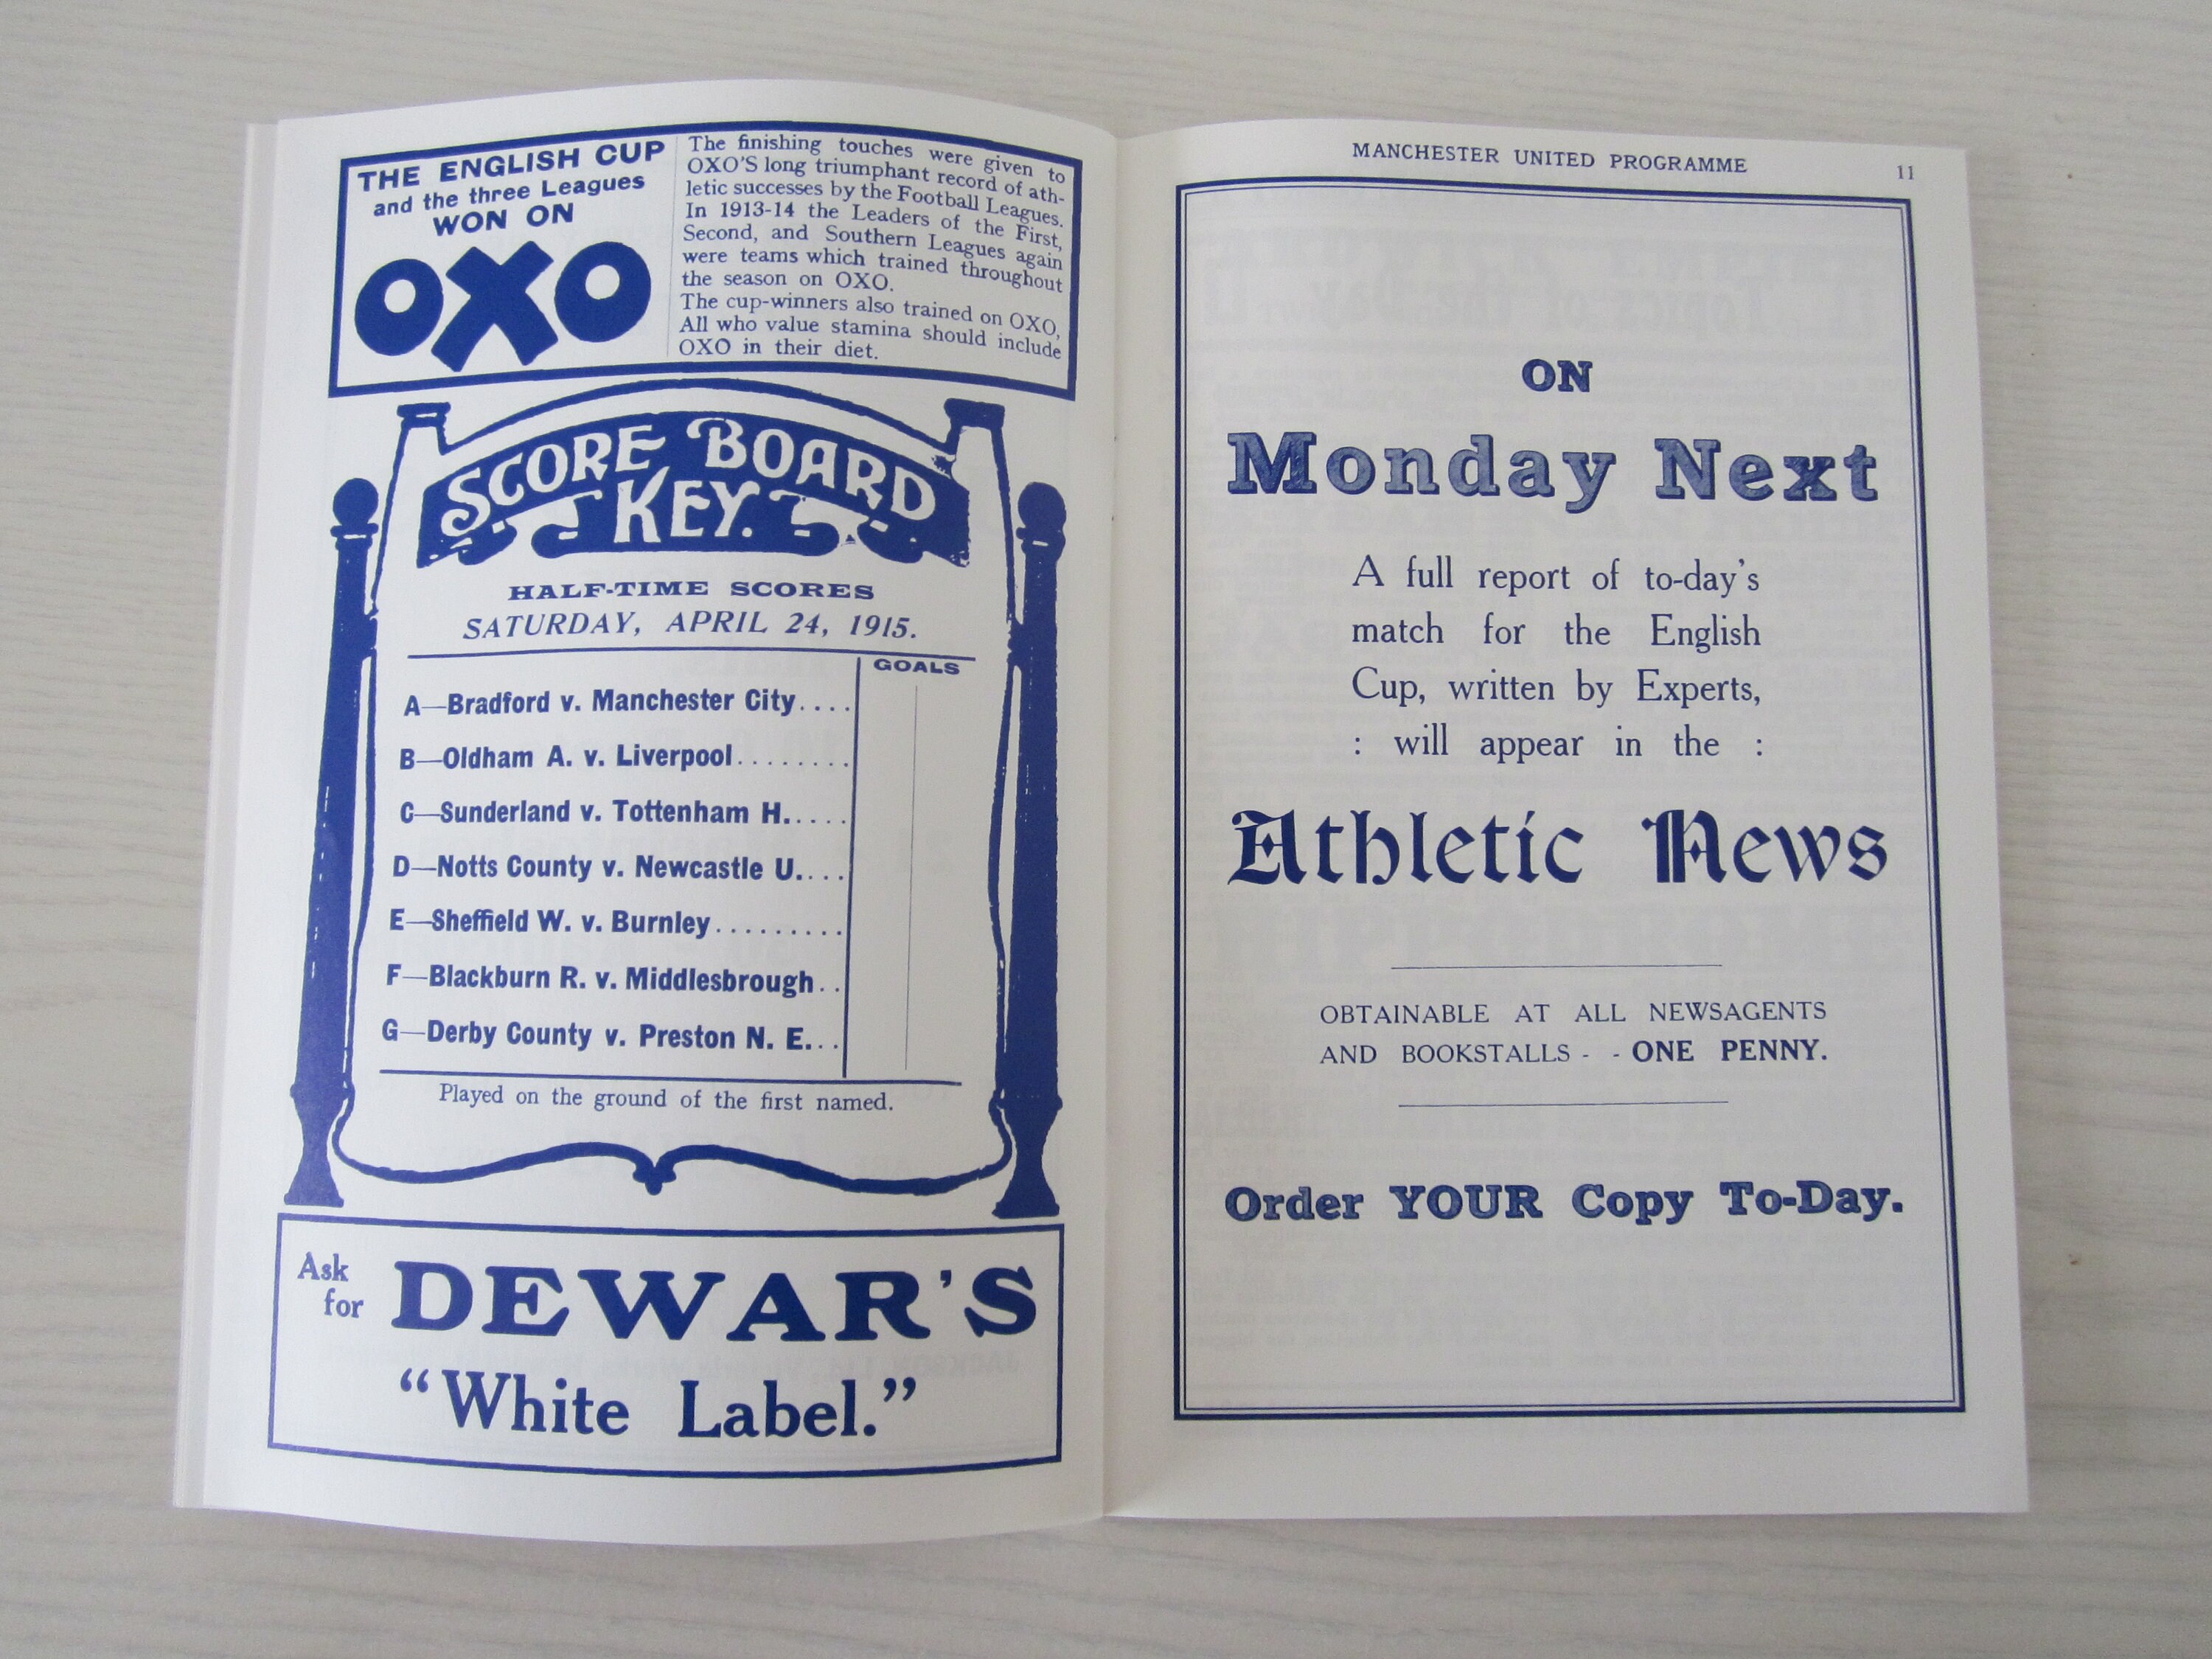 THE ENGLISH CUP
and the three Leagues
WON ON
OXO
The finishing touches were given to
OXO'S long triumphant record of ath-
letic successes by the Football Leagues.
In 1913-14 the Leaders of the First,
Second, and Southern Leagues again
were teams which trained throughout
the season on OXO.
The cup-winners also trained on OXO,
All who value stamina should include
OXO in their diet.
SCORE BOARD
KEY.
HALF-TIME SCORES
SATURDAY, APRIL 24, 1915.
GOALS
A—Bradford v. Manchester City....
B—Oldham A. v. Liverpool........
C—Sunderland v. Tottenham H.....
D—Notts County v. Newcastle U....
E—Sheffield W. v. Burnley.........
F—Blackburn R. v. Middlesbrough..
G—Derby County v. Preston N. E...
Played on the ground of the first named.
Ask
for
DEWAR'S
"White Label."
MANCHESTER UNITED PROGRAMME 11
ON
Monday Next
A full report of to-day's
match for the English
Cup, written by Experts,
: will appear in the :
Athletic News
OBTAINABLE AT ALL NEWSAGENTS
AND BOOKSTALLS - - ONE PENNY.
Order YOUR Copy To-Day.